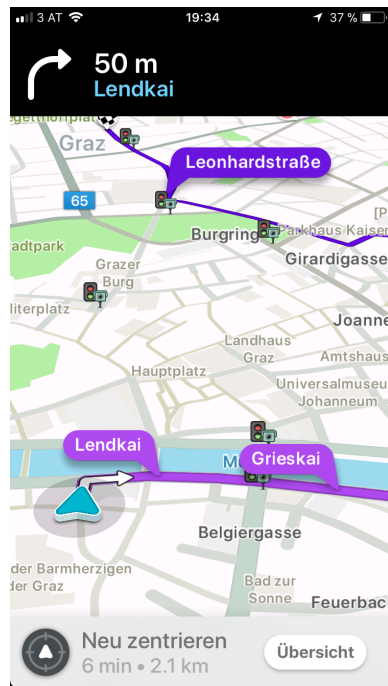 3 AT 19:34 37 %
50 m
Lendkai
Graz
Leonhardstraße
65
Burgring
Parkhaus Kaiser
[P
Girardigasse
adtpark
Grazer
Burg
literplatz
Joanne
Landhaus
Graz
Amtshaus
Hauptplatz
Universalmuseu
Johanneum
Lendkai
M
Grieskai
Belgiergasse
der Barmherzigen
der Graz
Bad zur
Sonne
Feuerbac
Neu zentrieren
6 min • 2.1 km
Übersicht